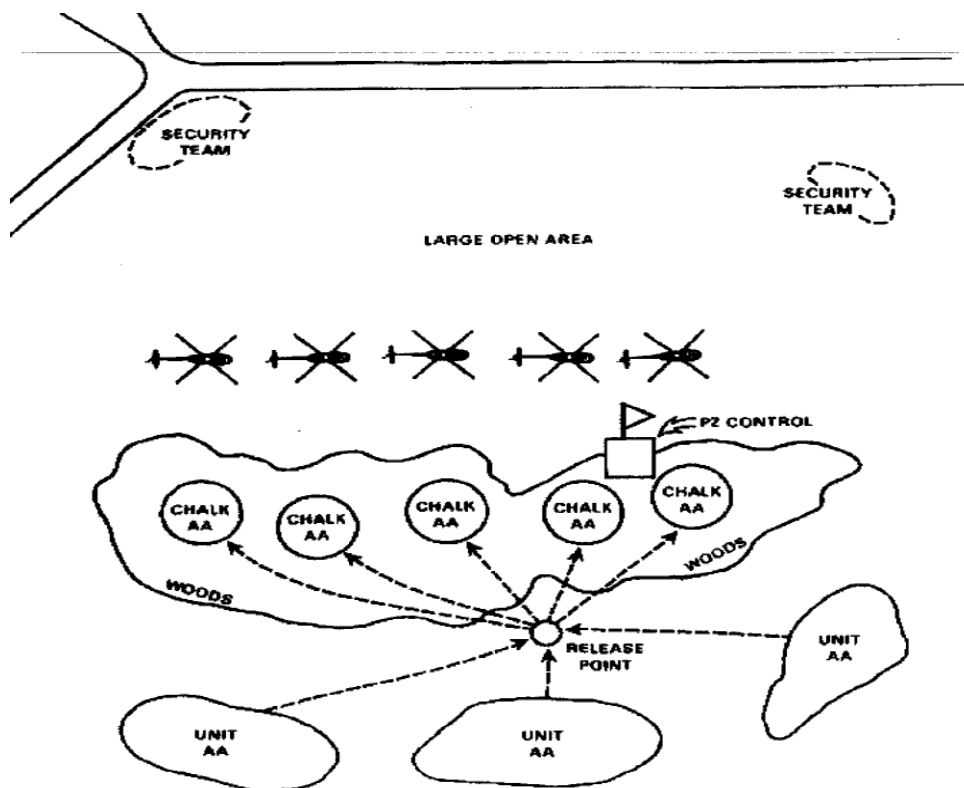 SECURITY
TEAM
SECURITY
TEAM
LARGE OPEN AREA
PZ CONTROL
CHALK
AA
CHALK
AA
CHALK
AA
CHALK
AA
CHALK
AA
WOODS
WOODS
RELEASE
POINT
UNIT
AA
UNIT
AA
UNIT
AA